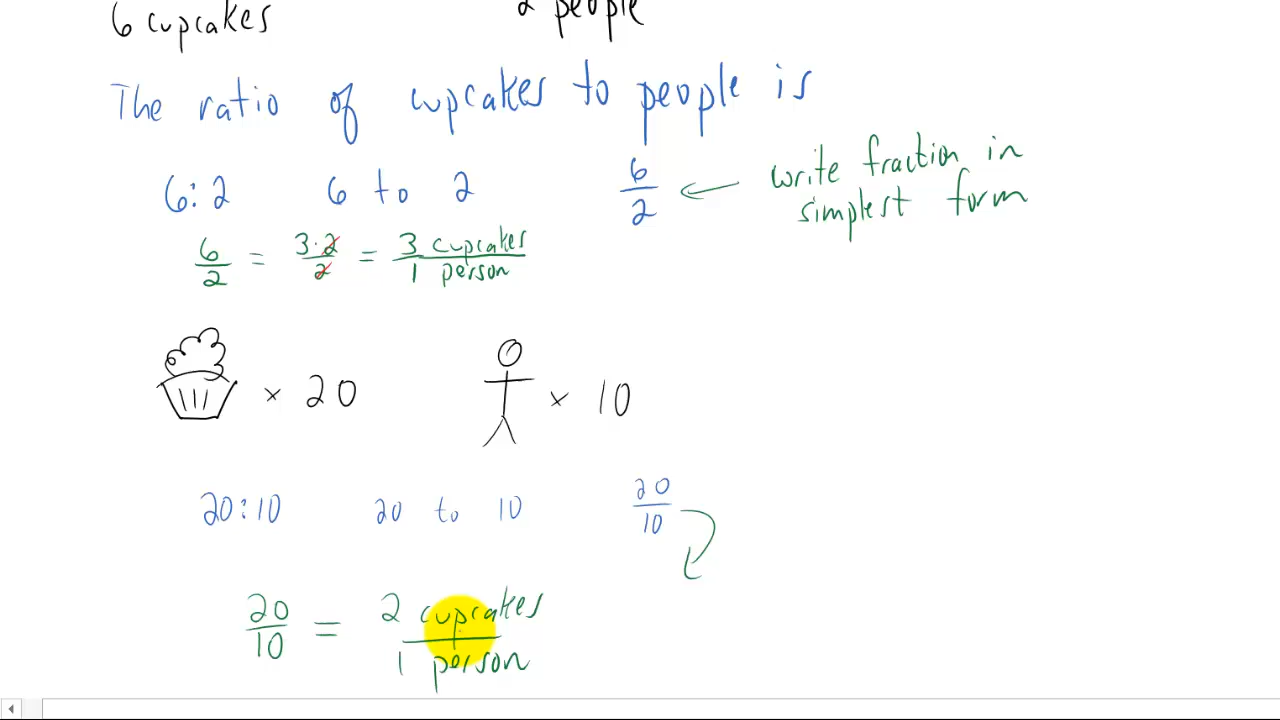 6 cupcakes 2 people
The ratio of cupcakes to people is
6:2 6 to 2 6/2 ← write fraction in
simplest form
6/2 = 3·2/2 = 3 cupcakes/1 person
× 20 × 10
20:10 20 to 10 20/10
20/10 = 2 cupcakes/1 person